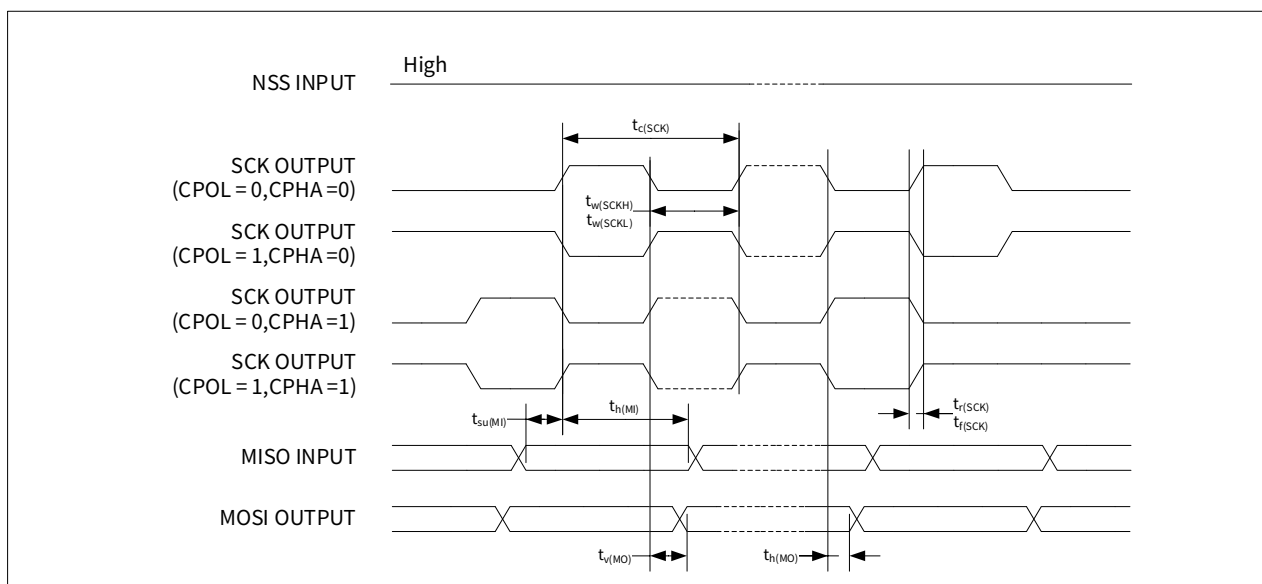 High
NSS INPUT
tc(SCK)
SCK OUTPUT
(CPOL = 0,CPHA =0)
tw(SCKH)
tw(SCKL)
SCK OUTPUT
(CPOL = 1,CPHA =0)
SCK OUTPUT
(CPOL = 0,CPHA =1)
SCK OUTPUT
(CPOL = 1,CPHA =1)
tsu(MI)
th(MI)
tr(SCK)
tf(SCK)
MISO INPUT
MOSI OUTPUT
tv(MO)
th(MO)